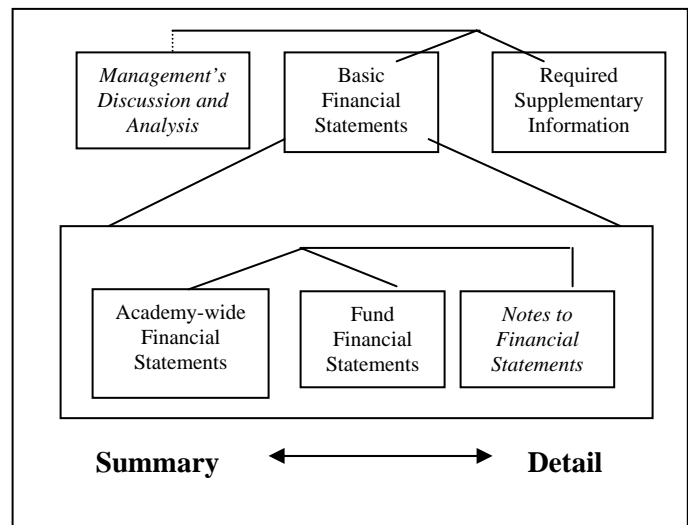 Management’s
Discussion and
Analysis
Basic
Financial
Statements
Required
Supplementary
Information
Academy-wide
Financial
Statements
Fund
Financial
Statements
Notes to
Financial
Statements
Summary
Detail